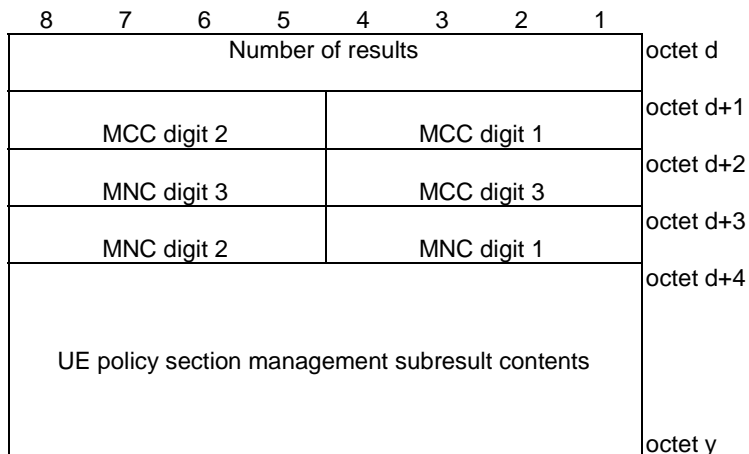 8 7 6 5 4 3 2 1
Number of results octet d
octet d+1
MCC digit 2 MCC digit 1
octet d+2
MNC digit 3 MCC digit 3
octet d+3
MNC digit 2 MNC digit 1
octet d+4
UE policy section management subresult contents
octet y